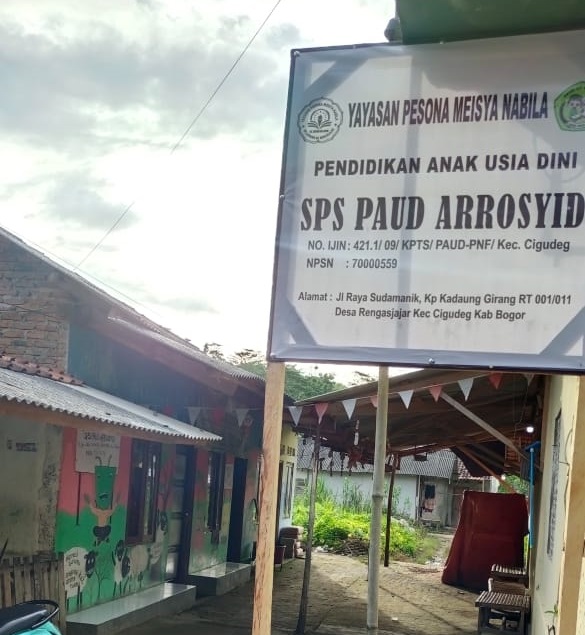 YAYASAN PESONA MEISYA NABILA
PENDIDIKAN ANAK USIA DINI
SPS PAUD ARROSYID
NO. IJIN : 421.1/ 09/ KPTS/ PAUD-PNF/ Kec. Cigudeg
NPSN : 70000559
Alamat : Jl Raya Sudamanik, Kp Kadaung Girang RT 001/011
Desa Rengasjajar Kec Cigudeg Kab Bogor